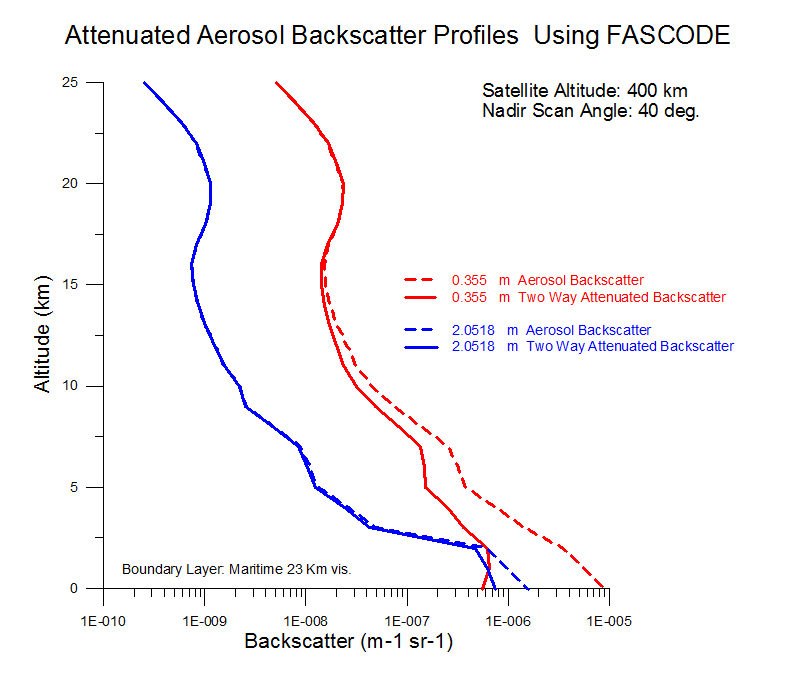 Attenuated Aerosol Backscatter Profiles  Using FASCODE
Satellite Altitude: 400 km
Nadir Scan Angle: 40 deg.
25
20
15
10
5
0
Altitude (km)
0.355   m  Aerosol Backscatter
0.355   m  Two Way Attenuated Backscatter
2.0518   m  Aerosol Backscatter
2.0518   m  Two Way Attenuated Backscatter
Boundary Layer: Maritime 23 Km vis.
1E-010 1E-009 1E-008 1E-007 1E-006 1E-005
Backscatter (m-1 sr-1)